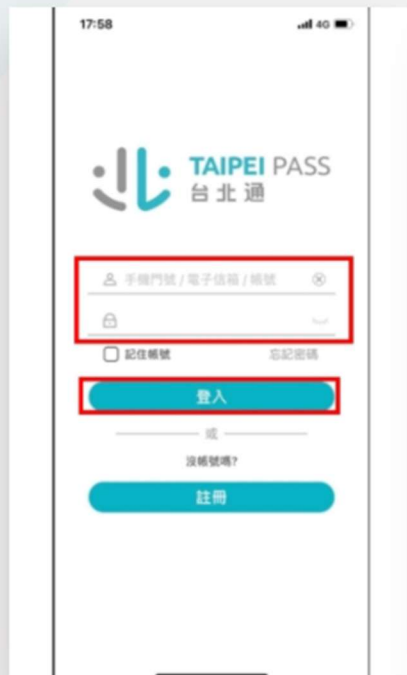 17:58 4G
TAIPEI PASS
台北通
手機門號 / 電子信箱 / 帳號
記住帳號 忘記密碼
登入
或
沒帳號嗎?
註冊